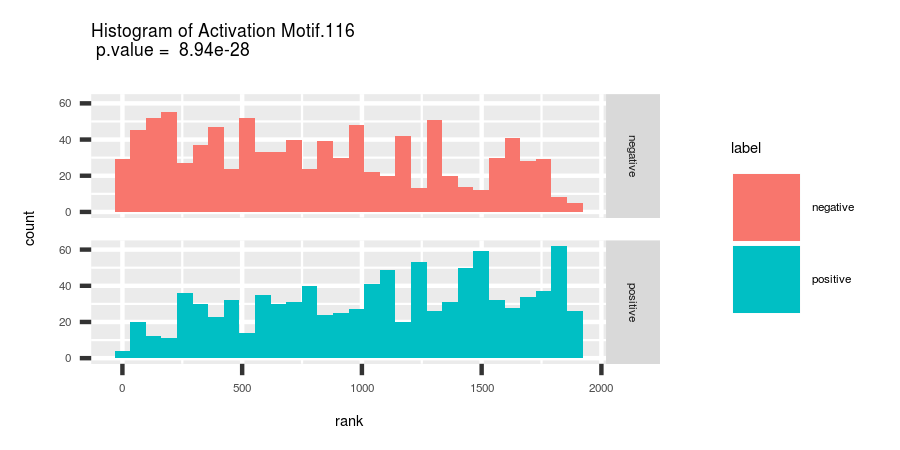 Histogram of Activation Motif.116
p.value = 8.94e-28
60
40
20
0
negative
60
40
20
0
positive
0
500
1000
1500
2000
rank
count
label
negative
positive